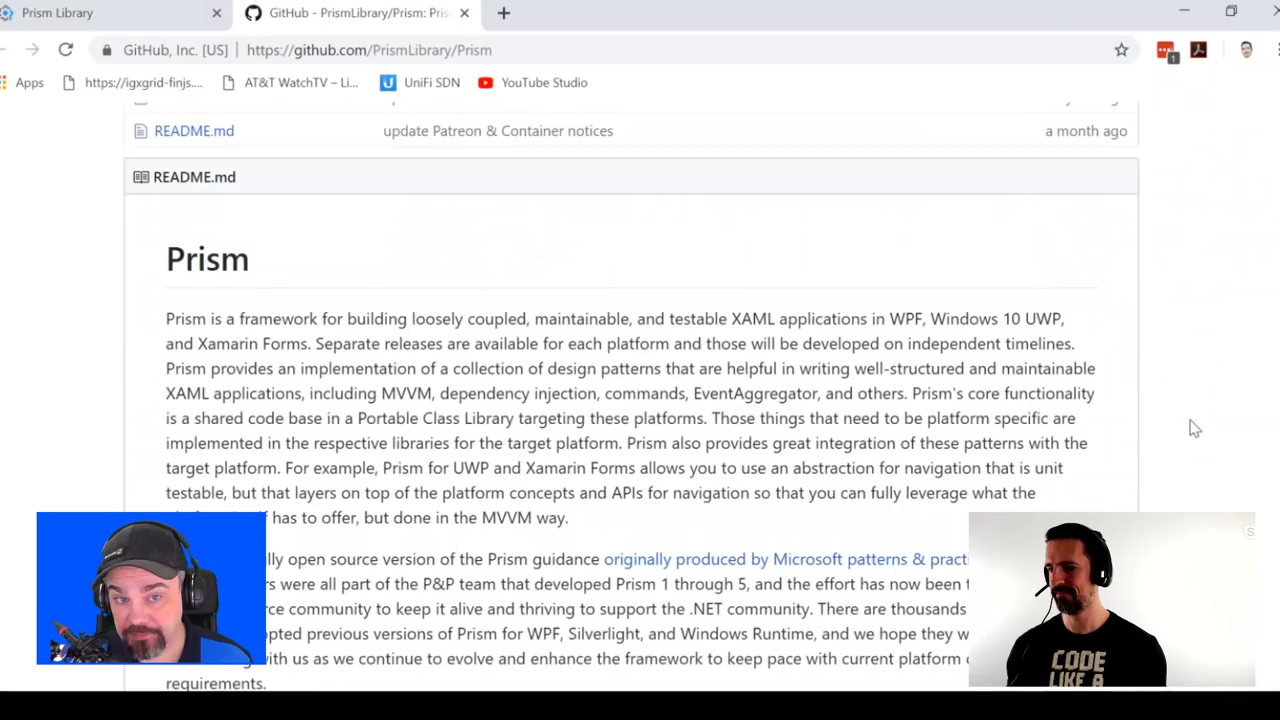 Prism Library
GitHub - PrismLibrary/Prism: Pris
GitHub, Inc. [US] | https://github.com/PrismLibrary/Prism
1
Apps
https://igxgrid-finjs....
AT&T WatchTV – Li...
UniFi SDN
YouTube Studio
README.md update Patreon & Container notices a month ago
README.md
Prism
Prism is a framework for building loosely coupled, maintainable, and testable XAML applications in WPF, Windows 10 UWP,
and Xamarin Forms. Separate releases are available for each platform and those will be developed on independent timelines.
Prism provides an implementation of a collection of design patterns that are helpful in writing well-structured and maintainable
XAML applications, including MVVM, dependency injection, commands, EventAggregator, and others. Prism's core functionality
is a shared code base in a Portable Class Library targeting these platforms. Those things that need to be platform specific are
implemented in the respective libraries for the target platform. Prism also provides great integration of these patterns with the
target platform. For example, Prism for UWP and Xamarin Forms allows you to use an abstraction for navigation that is unit
testable, but that layers on top of the platform concepts and APIs for navigation so that you can fully leverage what the
has to offer, but done in the MVVM way.
open source version of the Prism guidance originally produced by Microsoft patterns & practi
were all part of the P&P team that developed Prism 1 through 5, and the effort has now been
community to keep it alive and thriving to support the .NET community. There are thousands
previous versions of Prism for WPF, Silverlight, and Windows Runtime, and we hope they
with us as we continue to evolve and enhance the framework to keep pace with current platform
requirements.
CODE
LIKE A
S